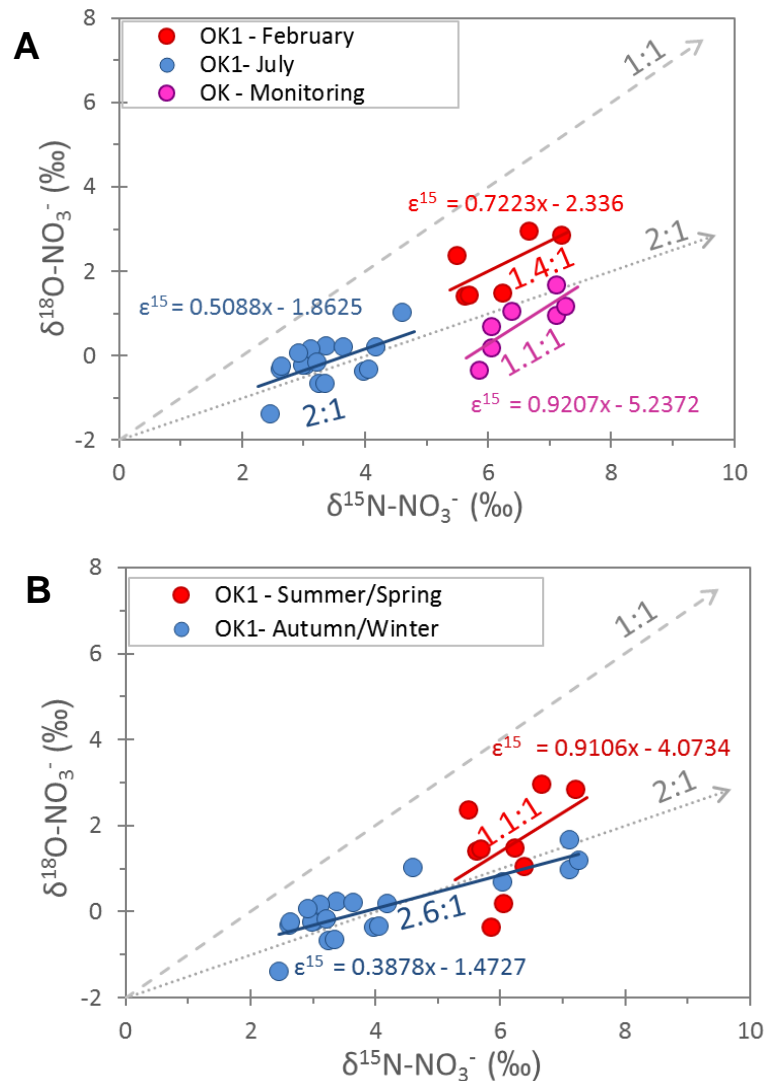 A
OK1 - February
OK1- July
OK - Monitoring
8
6
4
2
0
-2
δ¹⁸O-NO₃⁻ (‰)
1:1
ε¹⁵ = 0.7223x - 2.336
2:1
1.4:1
ε¹⁵ = 0.5088x - 1.8625
1.1:1
2:1
ε¹⁵ = 0.9207x - 5.2372
0 2 4 6 8 10
δ¹⁵N-NO₃⁻ (‰)
B
OK1 - Summer/Spring
OK1- Autumn/Winter
8
6
4
2
0
-2
δ¹⁸O-NO₃⁻ (‰)
1:1
ε¹⁵ = 0.9106x - 4.0734
2:1
1.1:1
2.6:1
ε¹⁵ = 0.3878x - 1.4727
0 2 4 6 8 10
δ¹⁵N-NO₃⁻ (‰)